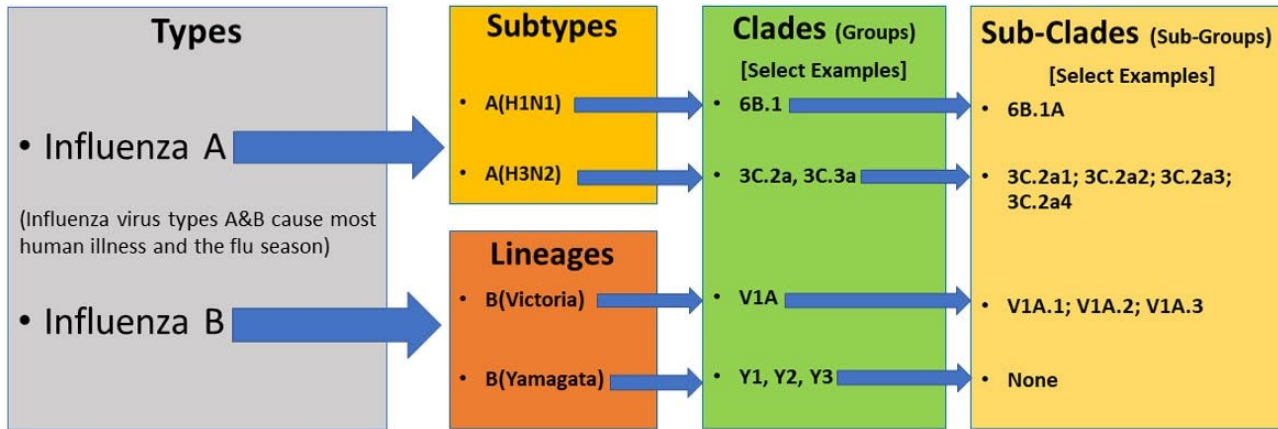 Types
• Influenza A
(Influenza virus types A&B cause most
human illness and the flu season)
• Influenza B
Subtypes
• A(H1N1)
• A(H3N2)
Lineages
• B(Victoria)
• B(Yamagata)
Clades (Groups)
[Select Examples]
• 6B.1
• 3C.2a, 3C.3a
• V1A
• Y1, Y2, Y3
Sub-Clades (Sub-Groups)
[Select Examples]
• 6B.1A
• 3C.2a1; 3C.2a2; 3C.2a3;
3C.2a4
• V1A.1; V1A.2; V1A.3
• None